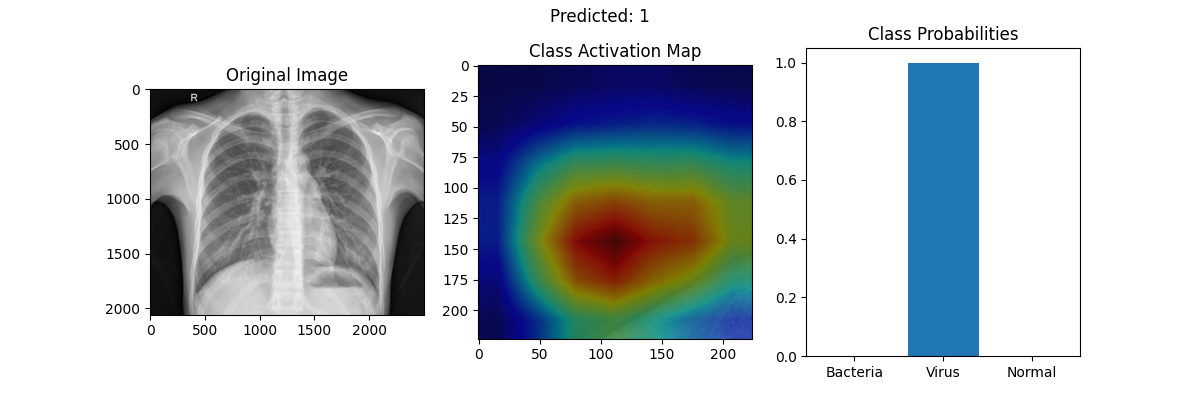 Predicted: 1
Original Image
R
0
500
1000
1500
2000
0 500 1000 1500 2000
Class Activation Map
0
25
50
75
100
125
150
175
200
0 50 100 150 200
Class Probabilities
1.0
0.8
0.6
0.4
0.2
0.0
Bacteria Virus Normal